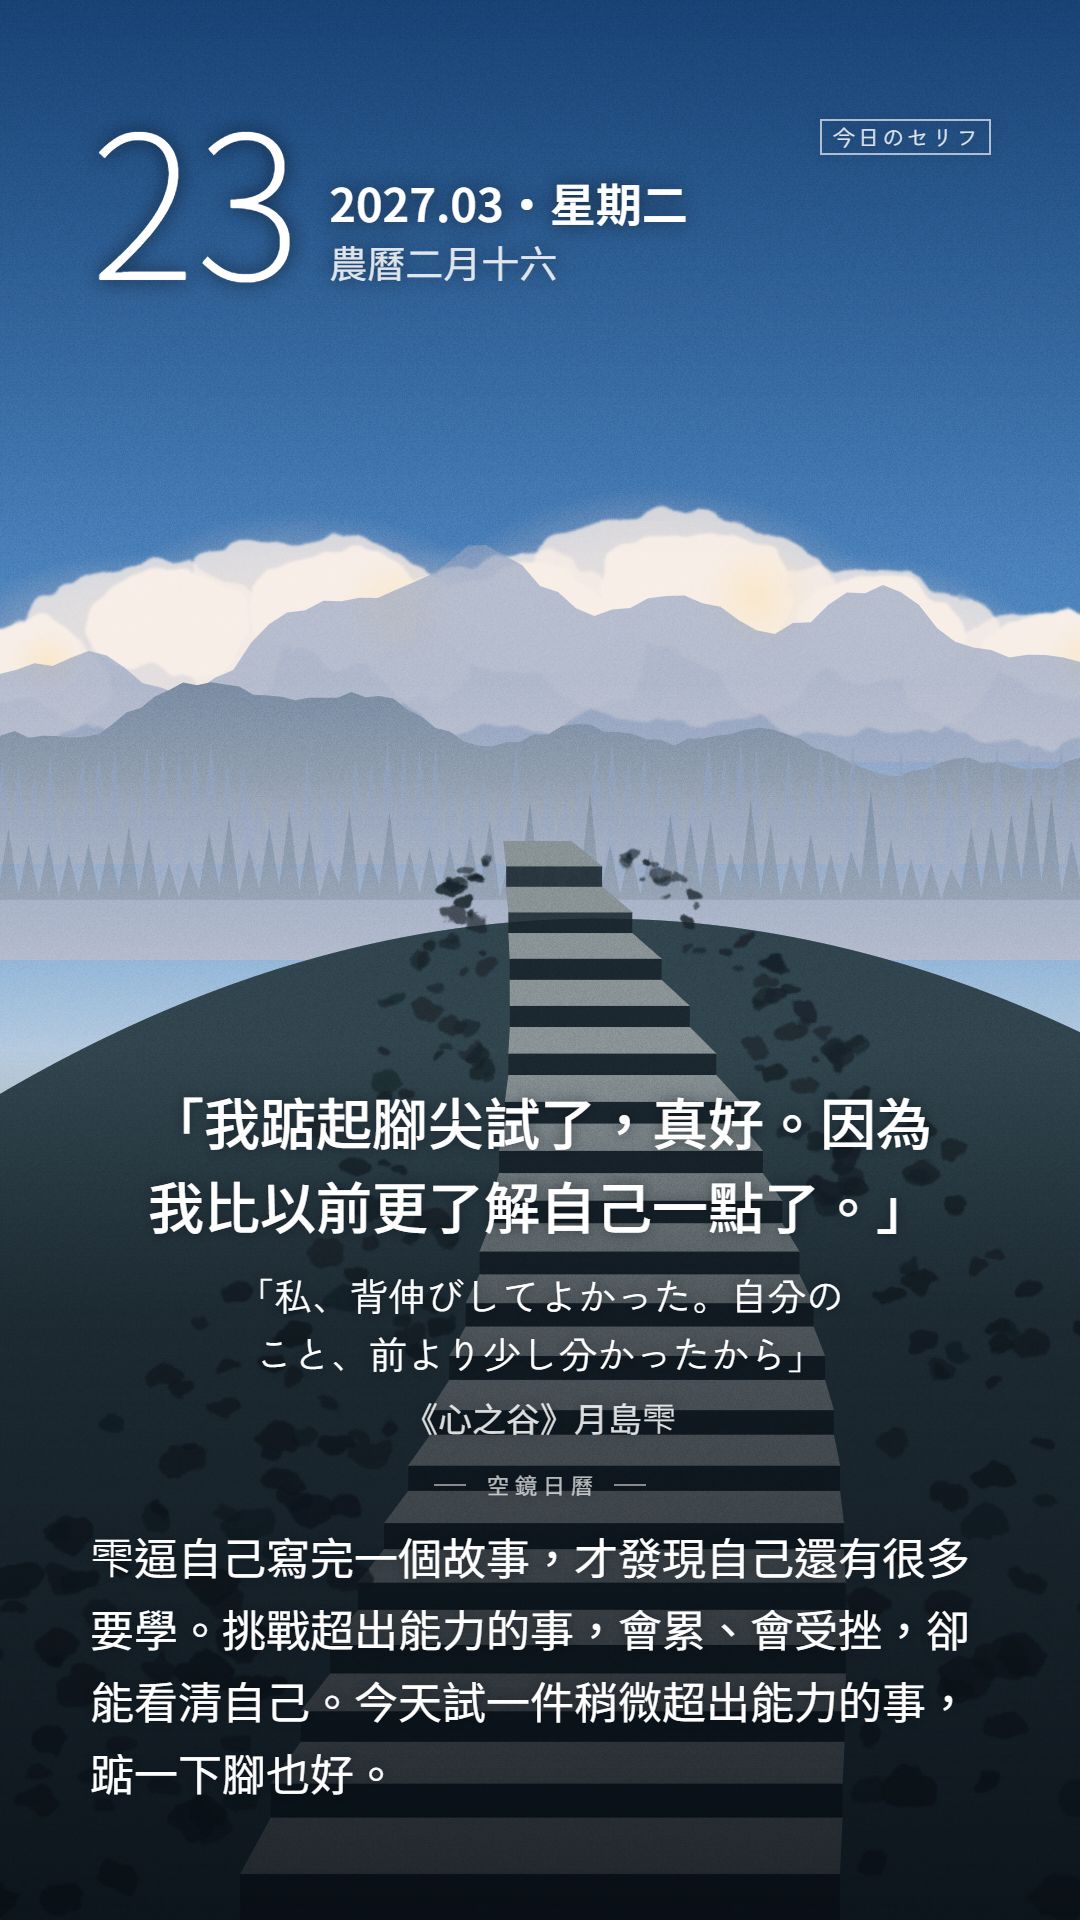 23
2027.03・星期二
農曆二月十六
今日のセリフ
「我踮起腳尖試了，真好。因為
我比以前更了解自己一點了。」
「私、背伸びしてよかった。自分の
こと、前より少し分かったから」
《心之谷》月島雫
空鏡日曆
雫逼自己寫完一個故事，才發現自己還有很多
要學。挑戰超出能力的事，會累、會受挫，卻
能看清自己。今天試一件稍微超出能力的事，
踮一下腳也好。